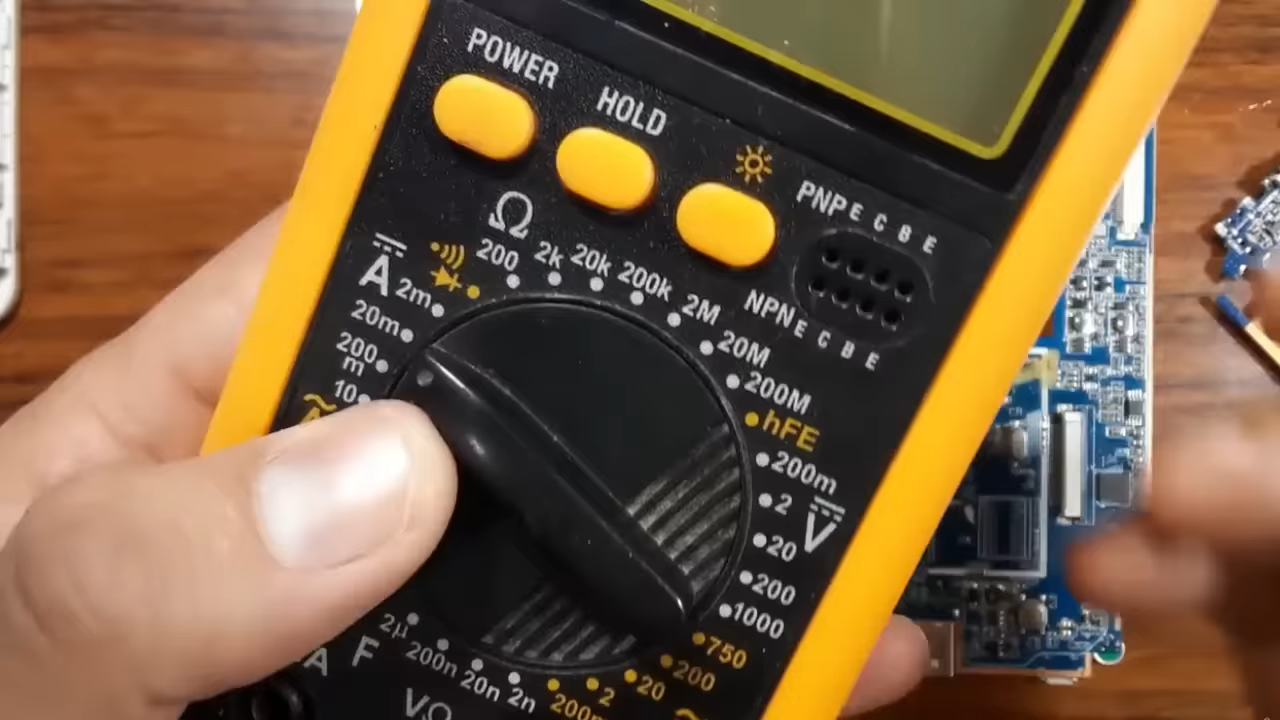 POWER
HOLD
PNP E C B E
NPN E C B E
Ω
200
2k
20k
200k
2M
20M
200M
hFE
200m
2
20
200
1000
V
750
200
20
2
A
2m
20m
200
m
10
2µ
200n
20n
2n
F
A
VΩ